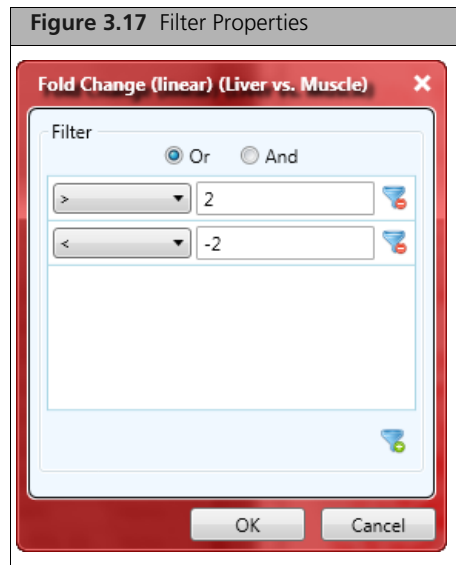 Figure 3.17 Filter Properties
Fold Change (linear) (Liver vs. Muscle)
Filter
Or And
> 2
< -2
OK Cancel